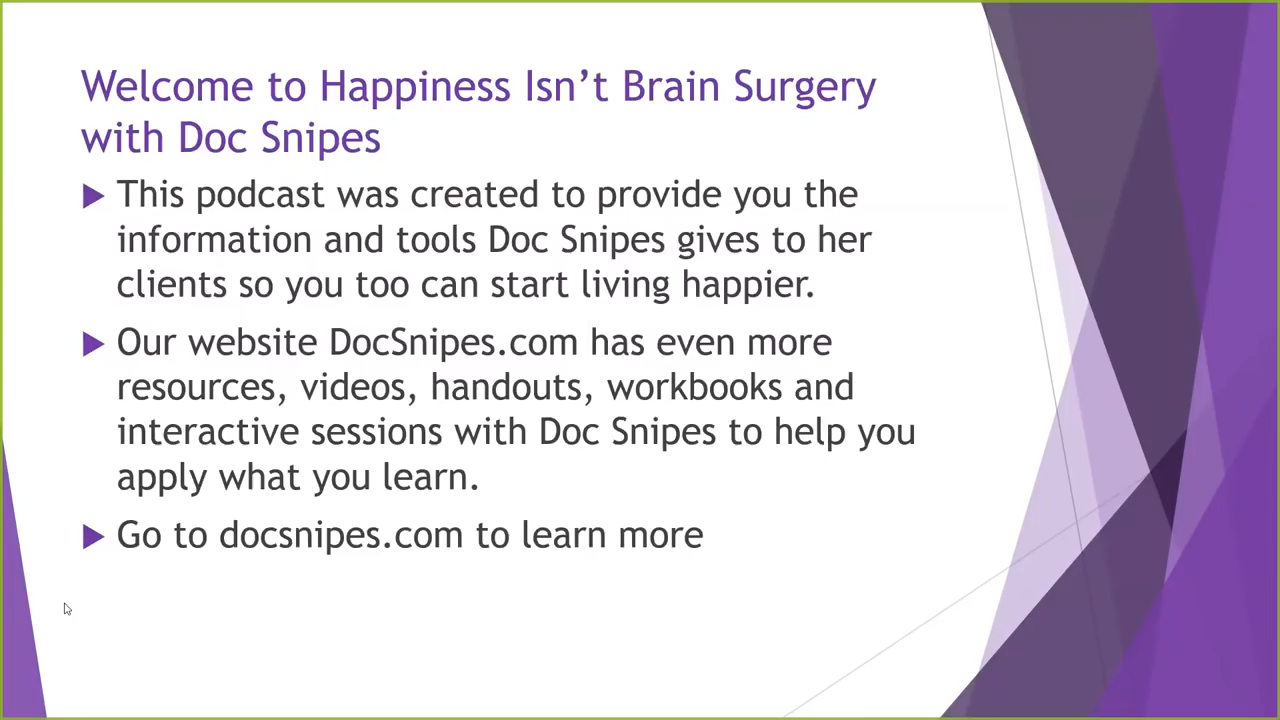 Welcome to Happiness Isn’t Brain Surgery
with Doc Snipes
This podcast was created to provide you the
information and tools Doc Snipes gives to her
clients so you too can start living happier.
Our website DocSnipes.com has even more
resources, videos, handouts, workbooks and
interactive sessions with Doc Snipes to help you
apply what you learn.
Go to docsnipes.com to learn more